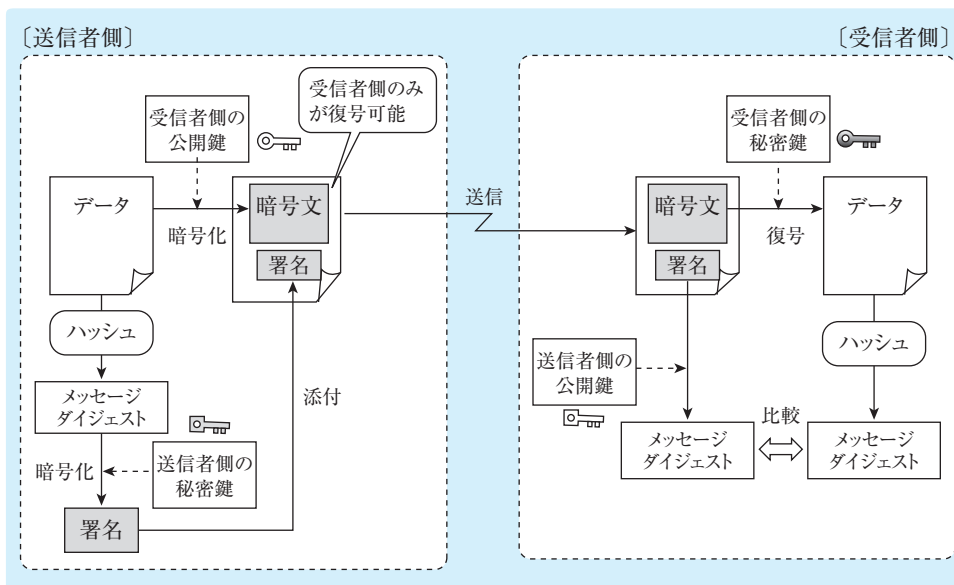 〔送信者側〕
〔受信者側〕
受信者側のみ
が復号可能
受信者側の
公開鍵
データ
暗号化
暗号文
署名
ハッシュ
メッセージ
ダイジェスト
暗号化
送信者側の
秘密鍵
署名
添付
送信
受信者側の
秘密鍵
暗号文
復号
データ
署名
ハッシュ
送信者側の
公開鍵
比較
メッセージ
ダイジェスト
メッセージ
ダイジェスト